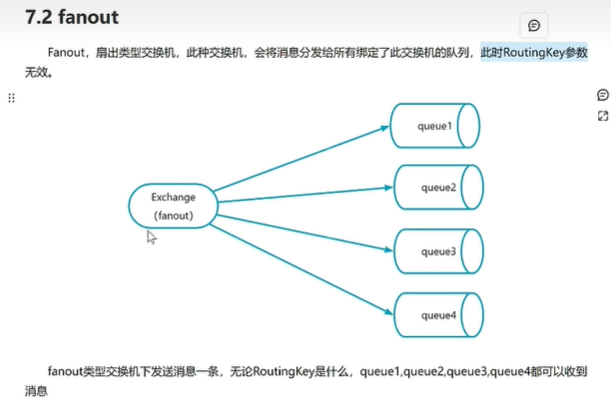 7.2 fanout
Fanout，扇出类型交换机，此种交换机，会将消息分发给所有绑定了此交换机的队列，此时RoutingKey参数
无效。
queue1
Exchange
(fanout)
queue2
queue3
queue4
fanout类型交换机下发送消息一条，无论RoutingKey是什么，queue1,queue2,queue3,queue4都可以收到
消息